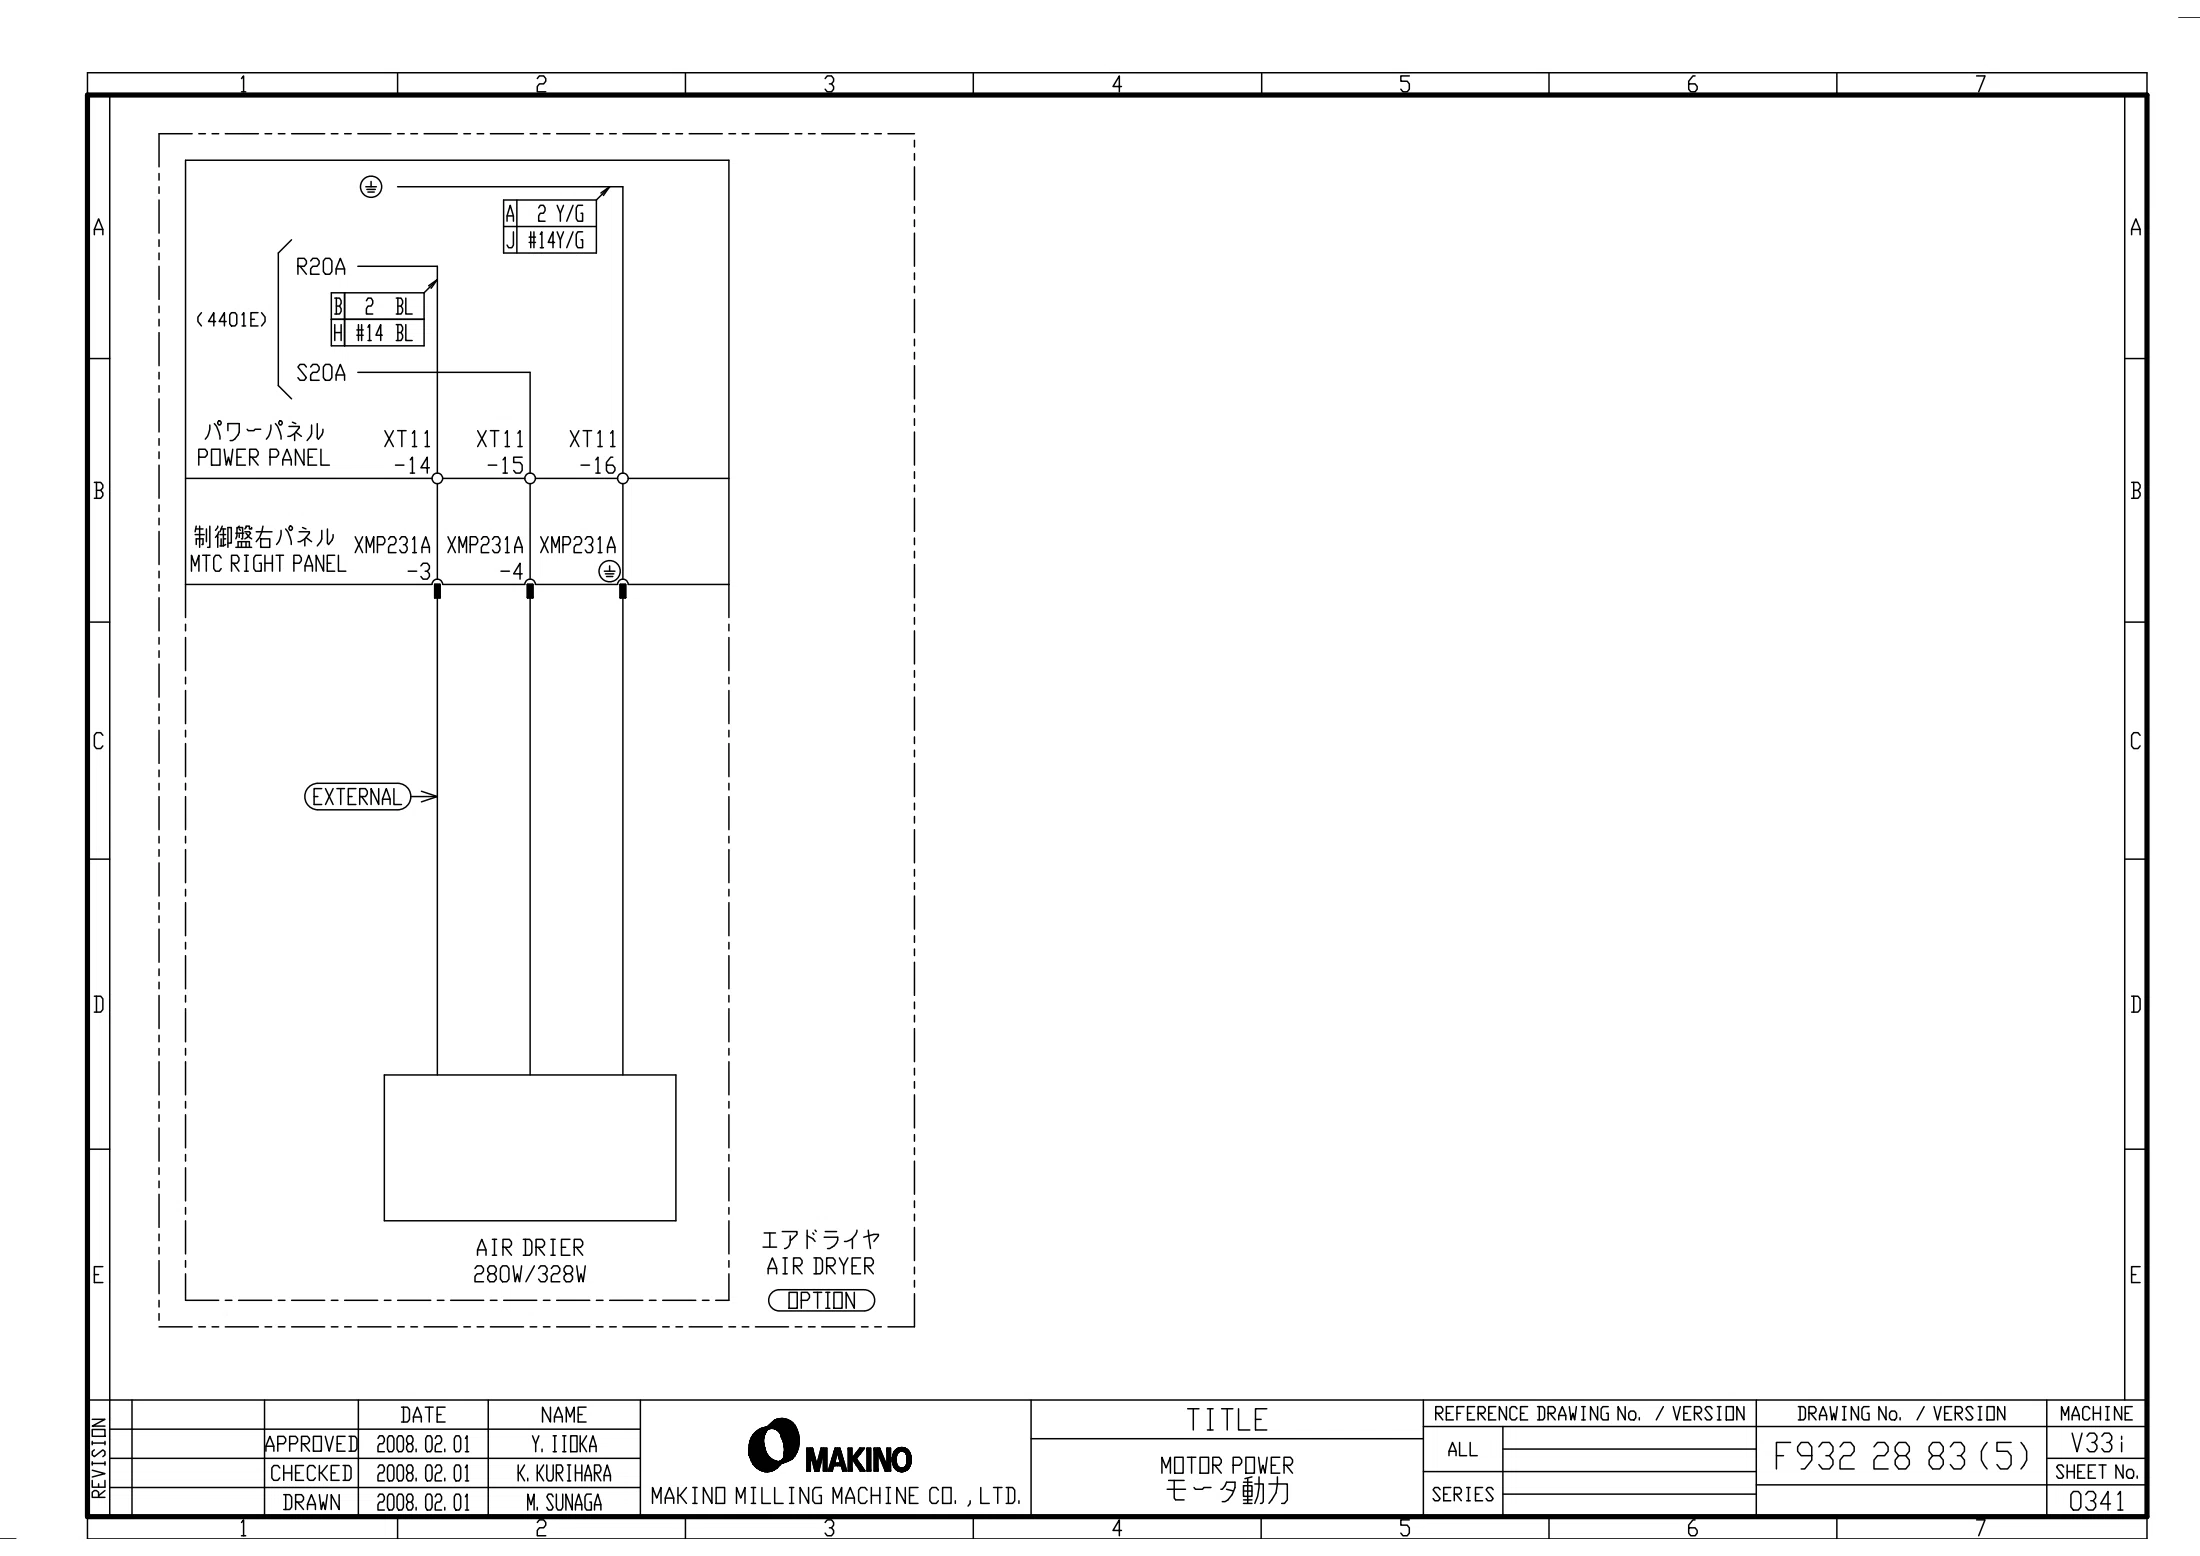 1 2 3 4 5 6 7
A A
A 2 Y/G
J #14Y/G
R20A
B 2 BL
H #14 BL
(4401E)
S20A
パワーパネル
POWER PANEL
XT11 XT11 XT11
-14 -15 -16
B B
制御盤右パネル
MTC RIGHT PANEL
XMP231A XMP231A XMP231A
-3 -4
C C
EXTERNAL
D D
AIR DRIER
280W/328W
エアドライヤ
AIR DRYER
OPTION
E E
REVISION
DATE NAME
APPROVED 2008.02.01 Y. IIOKA
CHECKED 2008.02.01 K. KURIHARA
DRAWN 2008.02.01 M. SUNAGA
MAKINO
MAKINO MILLING MACHINE CO.,LTD.
TITLE
MOTOR POWER
モータ動力
REFERENCE DRAWING No. / VERSION
ALL
SERIES
DRAWING No. / VERSION
F932 28 83(5)
MACHINE
V33i
SHEET No.
0341
1 2 3 4 5 6 7